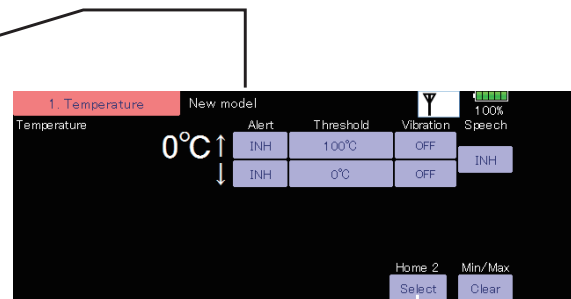 1. Temperature New model 100%
Temperature Alert Threshold Vibration Speech
0°C ↑ INH 100°C OFF INH
↓ INH 0°C OFF
Home 2 Min/Max
Select Clear